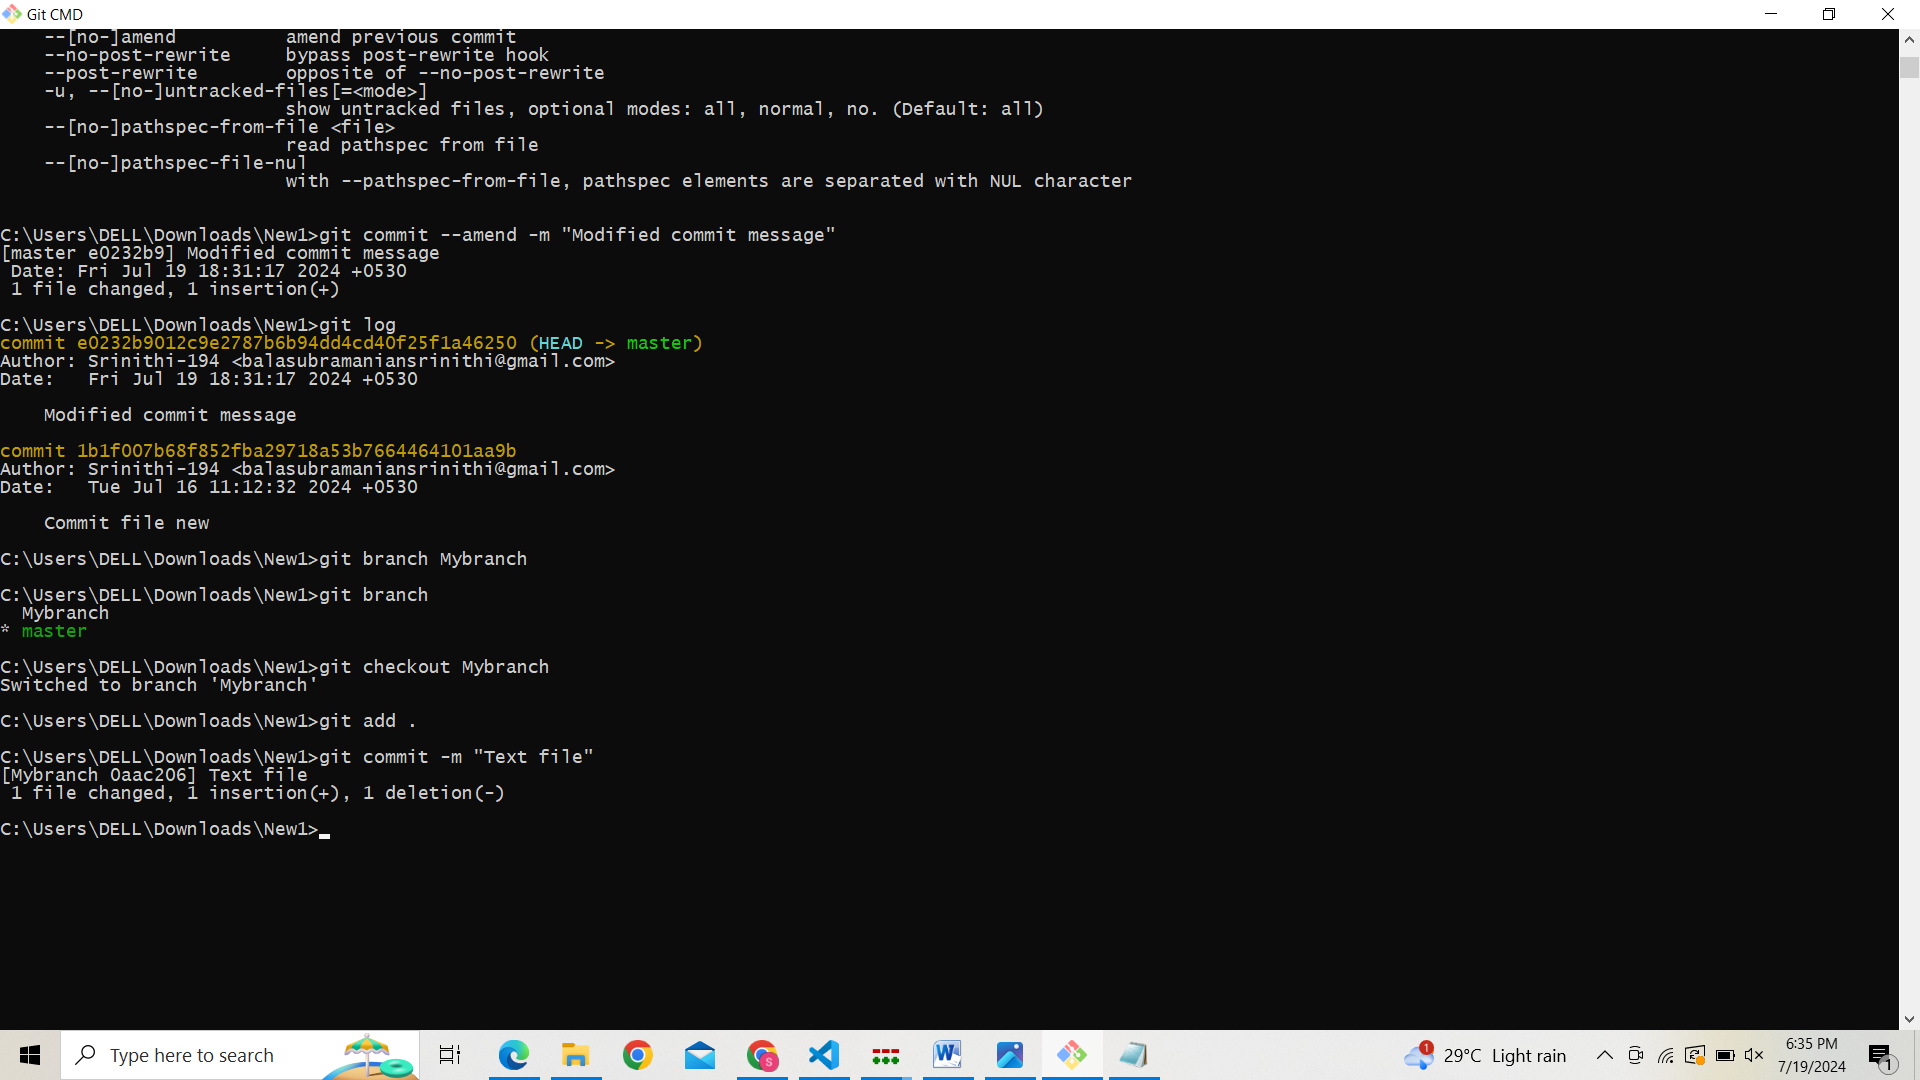 Git CMD
--[no-]amend          amend previous commit
--no-post-rewrite     bypass post-rewrite hook
--post-rewrite        opposite of --no-post-rewrite
-u, --[no-]untracked-files[=<mode>]
show untracked files, optional modes: all, normal, no. (Default: all)
--[no-]pathspec-from-file <file>
read pathspec from file
--[no-]pathspec-file-nul
with --pathspec-from-file, pathspec elements are separated with NUL character
C:\Users\DELL\Downloads\New1>git commit --amend -m "Modified commit message"
[master e0232b9] Modified commit message
Date: Fri Jul 19 18:31:17 2024 +0530
1 file changed, 1 insertion(+)
C:\Users\DELL\Downloads\New1>git log
commit e0232b9012c9e2787b6b94dd4cd40f25f1a46250 (HEAD -> master)
Author: Srinithi-194 <balasubramaniansrinithi@gmail.com>
Date:   Fri Jul 19 18:31:17 2024 +0530
Modified commit message
commit 1b1f007b68f852fba29718a53b7664464101aa9b
Author: Srinithi-194 <balasubramaniansrinithi@gmail.com>
Date:   Tue Jul 16 11:12:32 2024 +0530
Commit file new
C:\Users\DELL\Downloads\New1>git branch Mybranch
C:\Users\DELL\Downloads\New1>git branch
Mybranch
* master
C:\Users\DELL\Downloads\New1>git checkout Mybranch
Switched to branch 'Mybranch'
C:\Users\DELL\Downloads\New1>git add .
C:\Users\DELL\Downloads\New1>git commit -m "Text file"
[Mybranch 0aac206] Text file
1 file changed, 1 insertion(+), 1 deletion(-)
C:\Users\DELL\Downloads\New1>
Type here to search
S
W
1
29°C Light rain
6:35 PM
7/19/2024
1